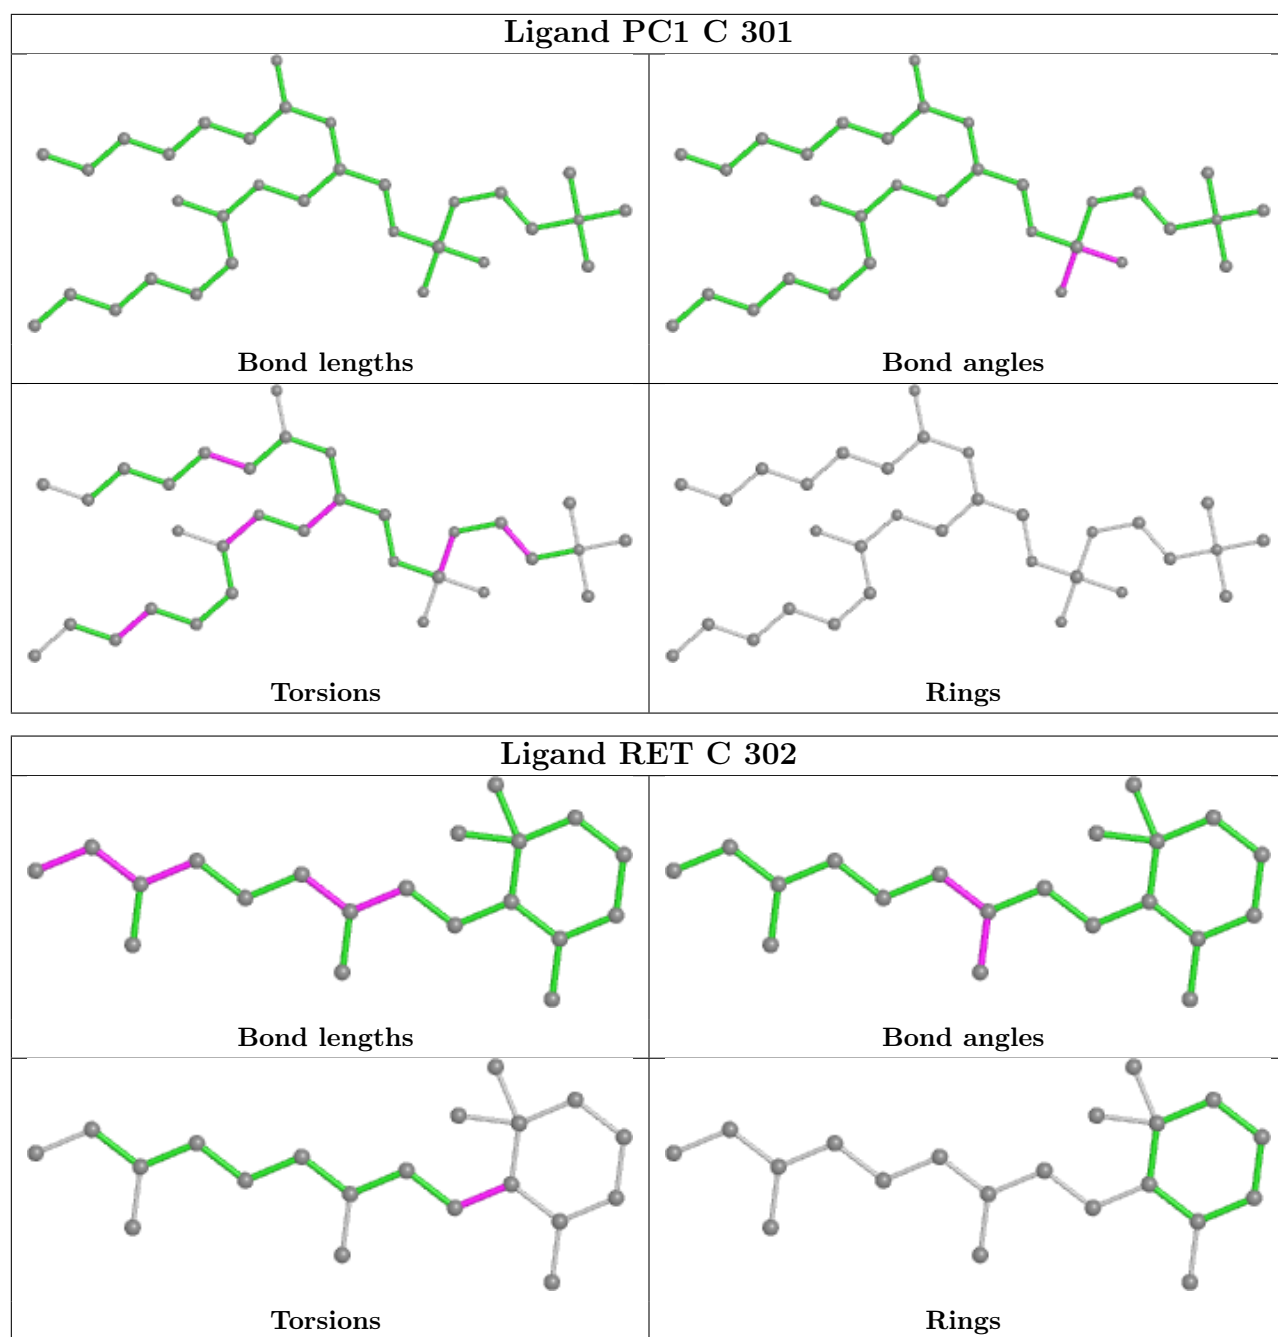 Ligand PC1 C 301
Bond lengths
Bond angles
Torsions
Rings
Ligand RET C 302
Bond lengths
Bond angles
Torsions
Rings